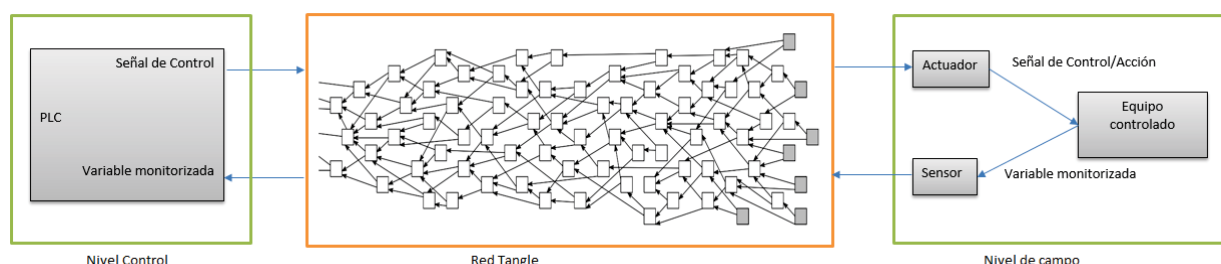 Señal de Control
PLC
Variable monitorizada
Nivel Control
Red Tangle
Actuador
Señal de Control/Acción
Equipo
controlado
Sensor
Variable monitorizada
Nivel de campo